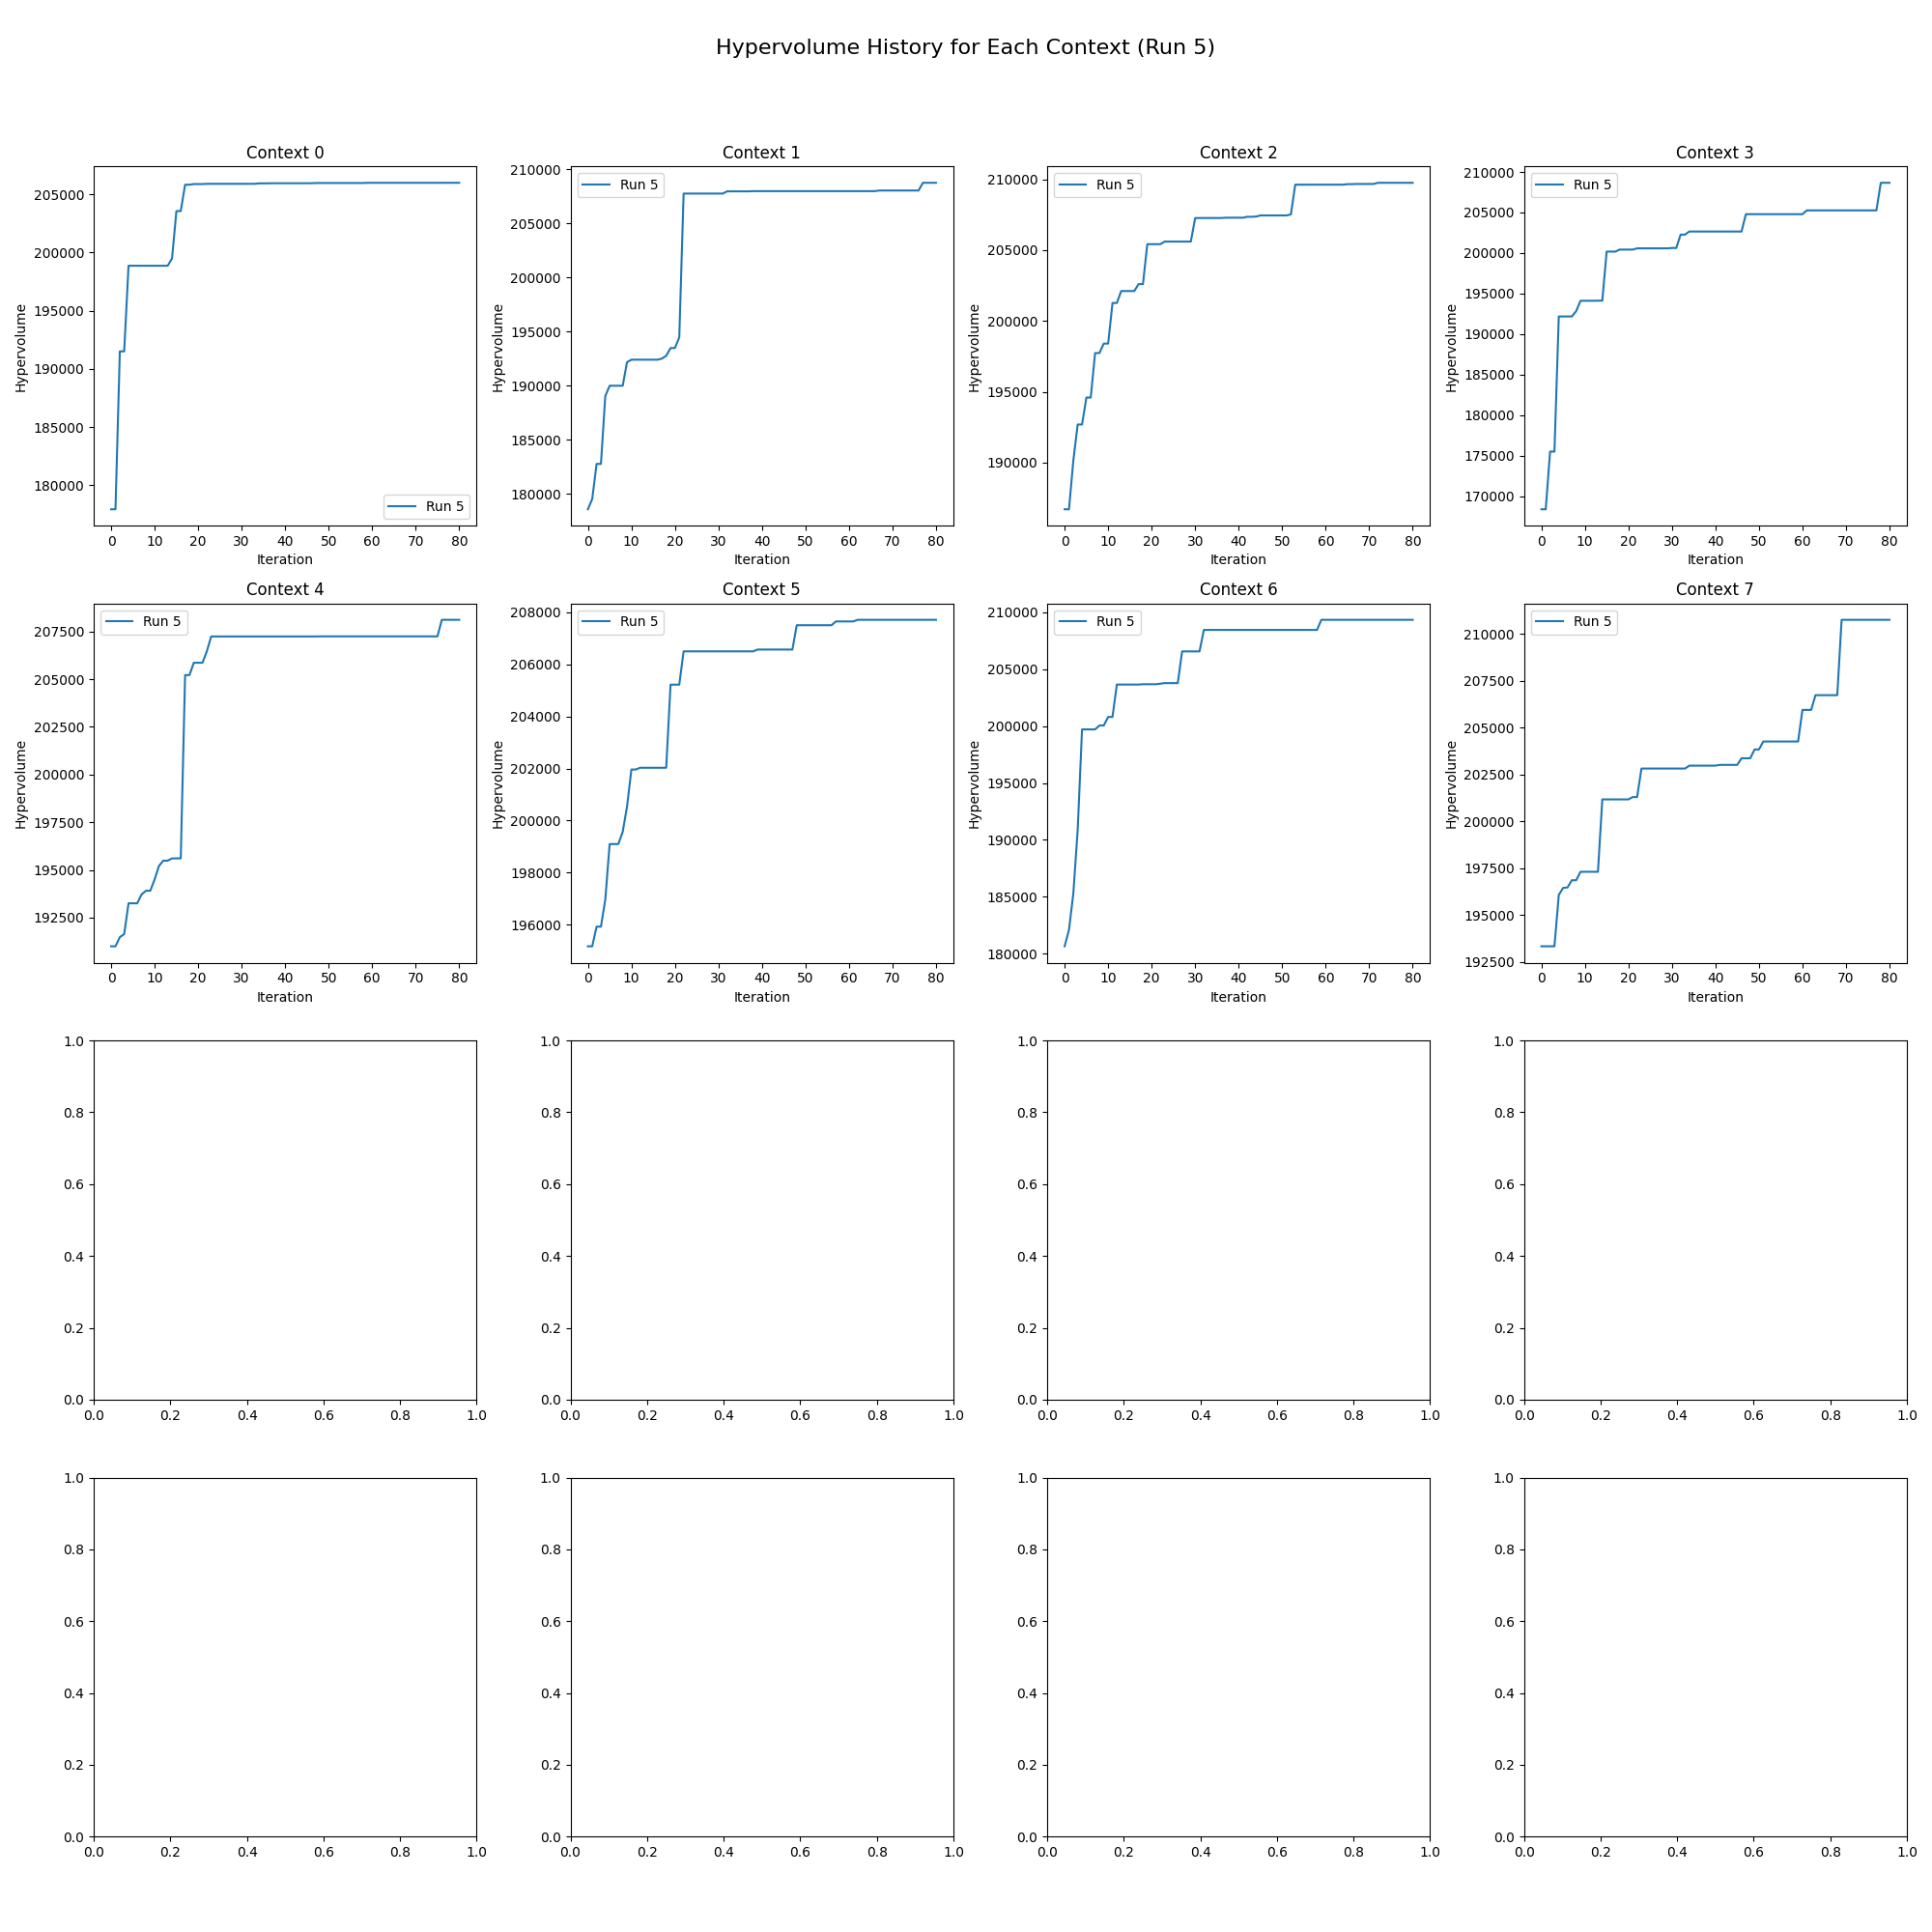 Hypervolume History for Each Context (Run 5)
Context 0
205000
200000
195000
190000
185000
180000
Hypervolume
Run 5
0 10 20 30 40 50 60 70 80
Iteration
Context 1
210000
205000
200000
195000
190000
185000
180000
Hypervolume
Run 5
0 10 20 30 40 50 60 70 80
Iteration
Context 2
210000
205000
200000
195000
190000
Hypervolume
Run 5
0 10 20 30 40 50 60 70 80
Iteration
Context 3
210000
205000
200000
195000
190000
185000
180000
175000
170000
Hypervolume
Run 5
0 10 20 30 40 50 60 70 80
Iteration
Context 4
207500
205000
202500
200000
197500
195000
192500
Hypervolume
Run 5
0 10 20 30 40 50 60 70 80
Iteration
Context 5
208000
206000
204000
202000
200000
198000
196000
Hypervolume
Run 5
0 10 20 30 40 50 60 70 80
Iteration
Context 6
210000
205000
200000
195000
190000
185000
180000
Hypervolume
Run 5
0 10 20 30 40 50 60 70 80
Iteration
Context 7
210000
207500
205000
202500
200000
197500
195000
192500
Hypervolume
Run 5
0 10 20 30 40 50 60 70 80
Iteration
1.0
0.8
0.6
0.4
0.2
0.0
0.0 0.2 0.4 0.6 0.8 1.0
1.0
0.8
0.6
0.4
0.2
0.0
0.0 0.2 0.4 0.6 0.8 1.0
1.0
0.8
0.6
0.4
0.2
0.0
0.0 0.2 0.4 0.6 0.8 1.0
1.0
0.8
0.6
0.4
0.2
0.0
0.0 0.2 0.4 0.6 0.8 1.0
1.0
0.8
0.6
0.4
0.2
0.0
0.0 0.2 0.4 0.6 0.8 1.0
1.0
0.8
0.6
0.4
0.2
0.0
0.0 0.2 0.4 0.6 0.8 1.0
1.0
0.8
0.6
0.4
0.2
0.0
0.0 0.2 0.4 0.6 0.8 1.0
1.0
0.8
0.6
0.4
0.2
0.0
0.0 0.2 0.4 0.6 0.8 1.0